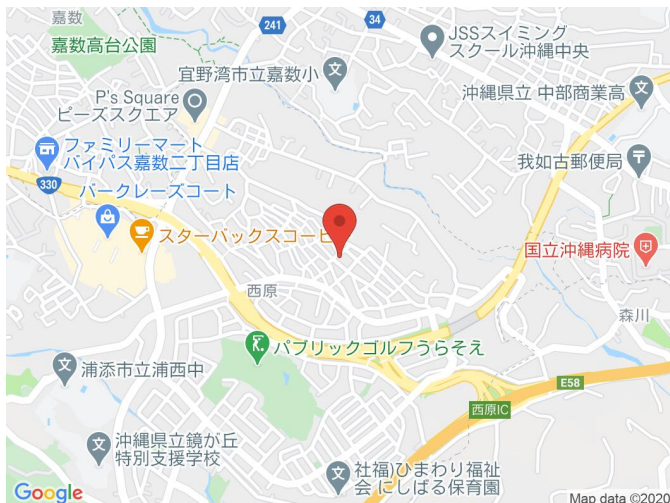 嘉数
嘉数高台公園
241
34
JSSスイミング
スクール沖縄中央
宜野湾市立嘉数小
沖縄県立 中部商業高
P's Square
ピーズスクエア
ファミリーマート
バイパス嘉数二丁目店
我如古郵便局
330
バークレーズコート
スターバックスコーヒ
国立沖縄病院
西原
森川
パブリックゴルフうらそえ
浦添市立浦西中
E58
西原IC
沖縄県立鏡が丘
特別支援学校
社福)ひまわり福祉
会 にしばる保育園
Google
Map data ©2020